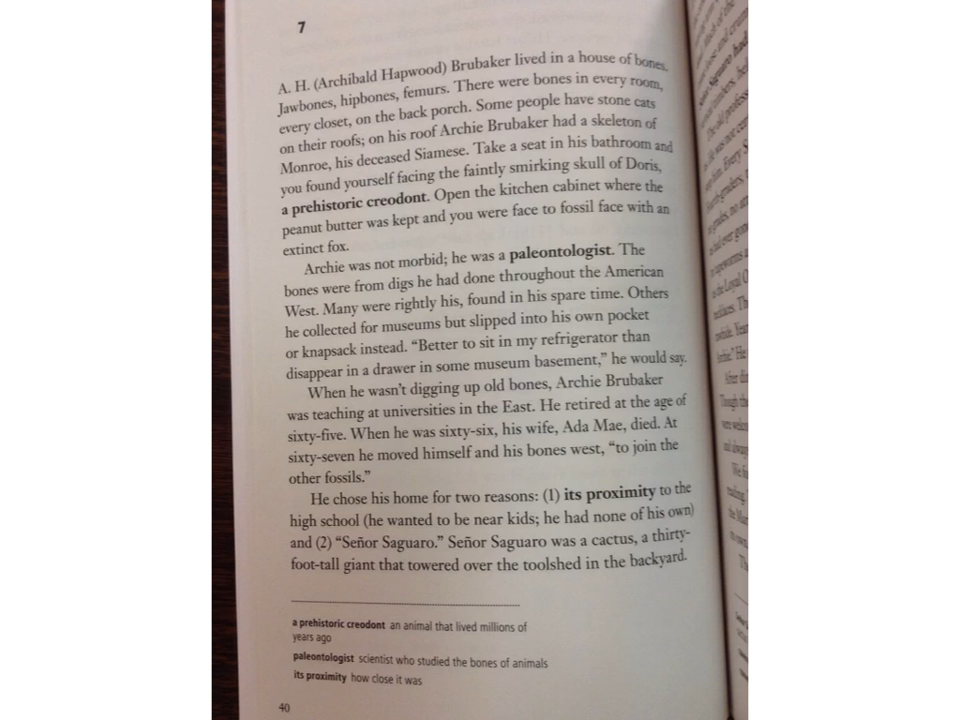 7
A. H. (Archibald Hapwood) Brubaker lived in a house of bones.
Jawbones, hipbones, femurs. There were bones in every room,
every closet, on the back porch. Some people have stone cats
on their roofs; on his roof Archie Brubaker had a skeleton of
Monroe, his deceased Siamese. Take a seat in his bathroom and
you found yourself facing the faintly smirking skull of Doris,
a prehistoric creodont. Open the kitchen cabinet where the
peanut butter was kept and you were face to fossil face with an
extinct fox.
Archie was not morbid; he was a paleontologist. The
bones were from digs he had done throughout the American
West. Many were rightly his, found in his spare time. Others
he collected for museums but slipped into his own pocket
or knapsack instead. “Better to sit in my refrigerator than
disappear in a drawer in some museum basement,” he would say.
When he wasn’t digging up old bones, Archie Brubaker
was teaching at universities in the East. He retired at the age of
sixty-five. When he was sixty-six, his wife, Ada Mae, died. At
sixty-seven he moved himself and his bones west, “to join the
other fossils.”
He chose his home for two reasons: (1) its proximity to the
high school (he wanted to be near kids; he had none of his own)
and (2) “Señor Saguaro.” Señor Saguaro was a cactus, a thirty-
foot-tall giant that towered over the toolshed in the backyard.
a prehistoric creodont an animal that lived millions of
years ago
paleontologist scientist who studied the bones of animals
its proximity how close it was
40